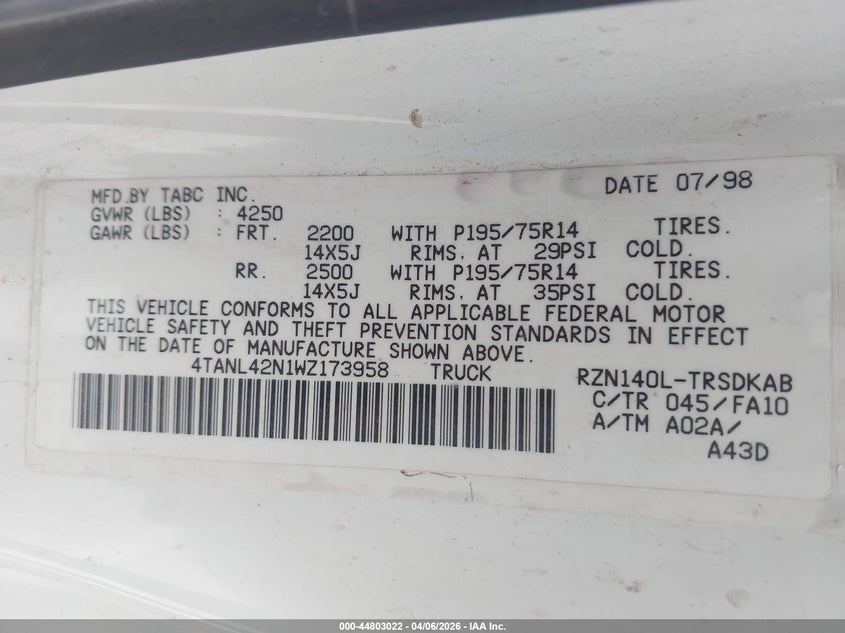 MFD.BY TABC INC. DATE 07/98
GVWR (LBS) : 4250
GAWR (LBS) : FRT. 2200 WITH P195/75R14 TIRES.
14X5J RIMS. AT 29PSI COLD.
RR. 2500 WITH P195/75R14 TIRES.
14X5J RIMS. AT 35PSI COLD.
THIS VEHICLE CONFORMS TO ALL APPLICABLE FEDERAL MOTOR
VEHICLE SAFETY AND THEFT PREVENTION STANDARDS IN EFFECT
ON THE DATE OF MANUFACTURE SHOWN ABOVE.
4TANL42N1WZ173958 TRUCK RZN140L-TRSDKAB
C/TR 045/FA10
A/TM A02A/
A43D
000-44803022 - 04/06/2026 - IAA Inc.